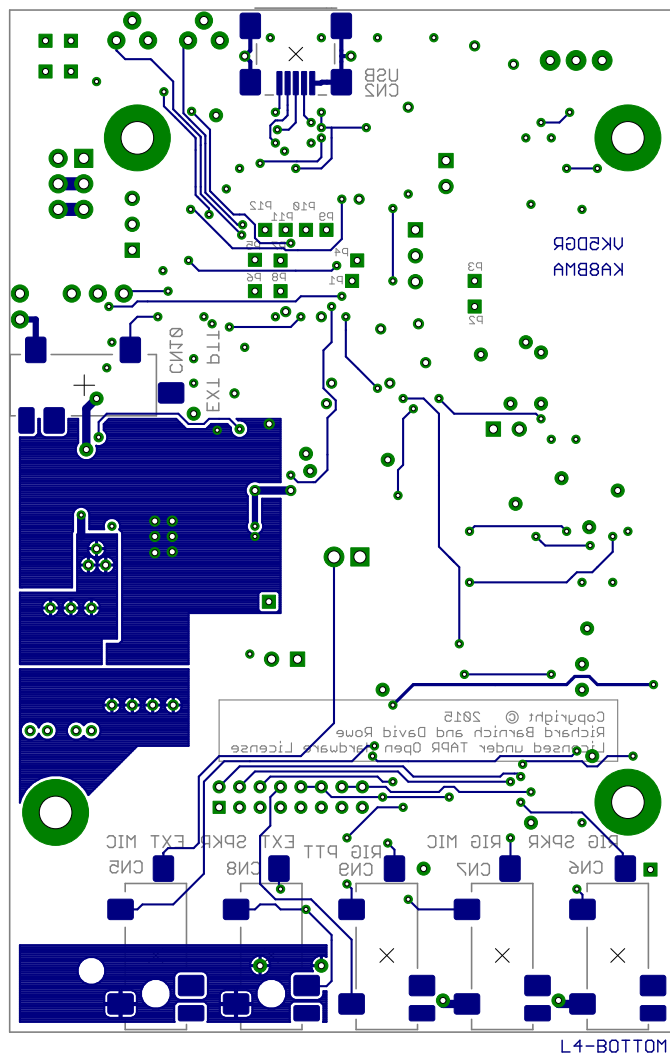 USB
CN2
P12
P10
P11
P9
VK5DGR
KA8BMA
P5
P7
P4
P3
P6
P8
P1
P2
CN10
EXT PTT
Copyright © 2015
Richard Barnich and David Rowe
Licensed under TAPR Open Hardware License
RIG SPKR
RIG MIC
RIG PTT
EXT SPKR
EXT MIC
CN6
CN7
CN9
CN8
CN5
L4-BOTTOM